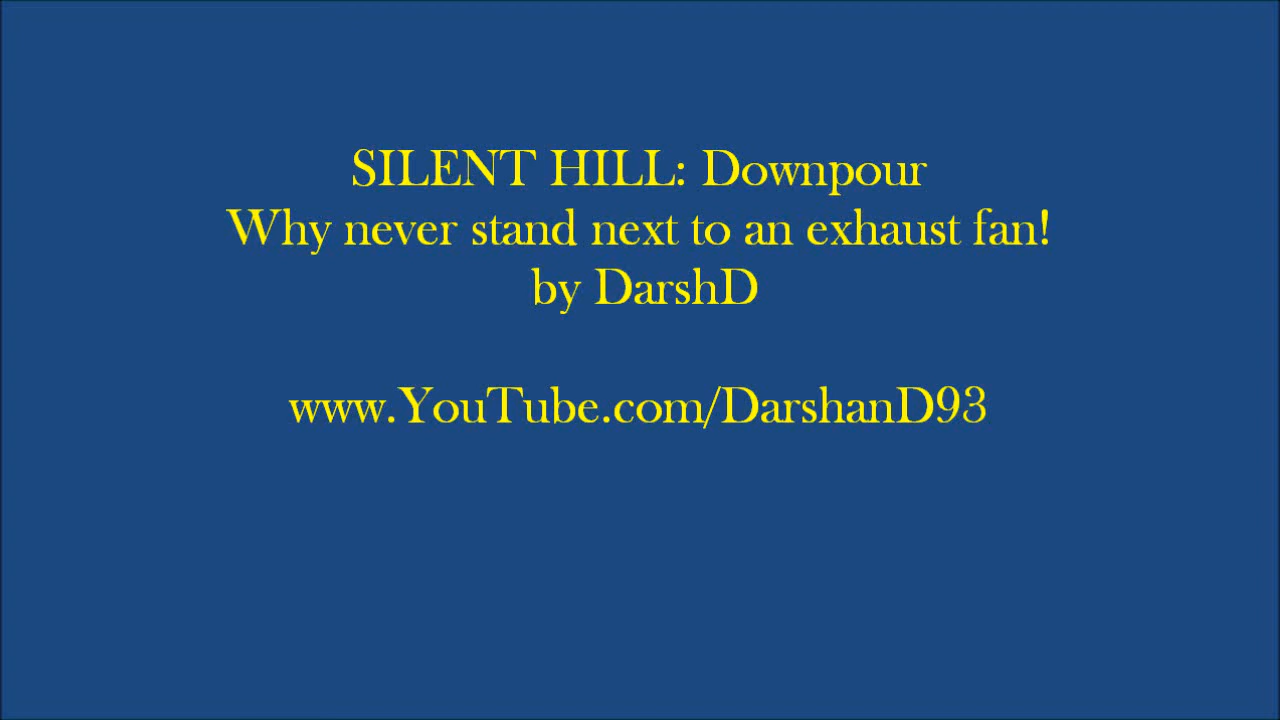 SILENT HILL: Downpour
Why never stand next to an exhaust fan!
by DarshD
www.YouTube.com/DarshanD93